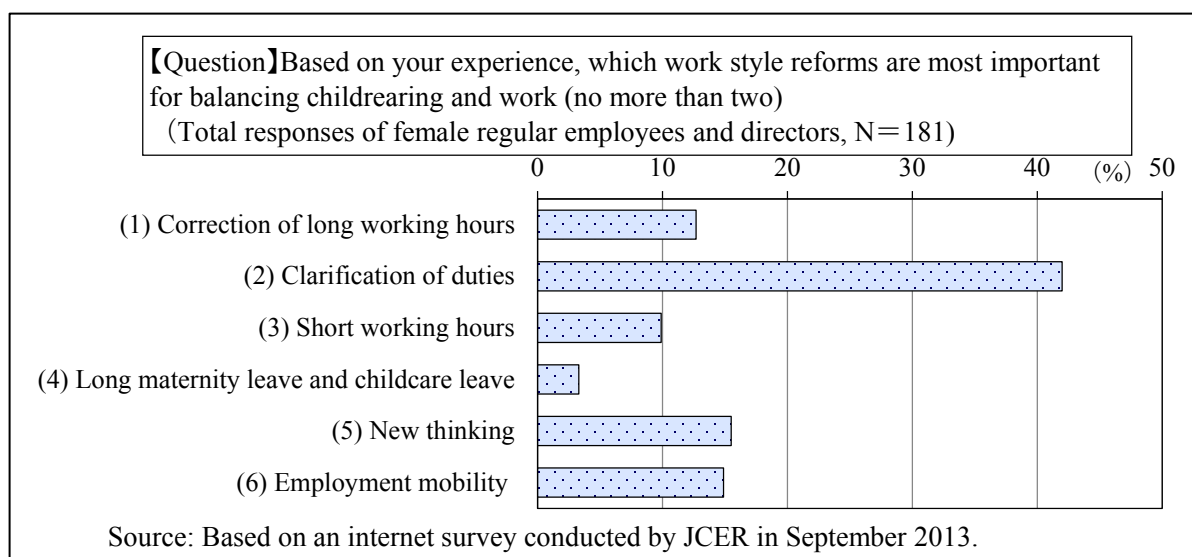 【Question】Based on your experience, which work style reforms are most important
for balancing childrearing and work (no more than two)
（Total responses of female regular employees and directors, N＝181)
0 10 20 30 40 (%) 50
(1) Correction of long working hours
(2) Clarification of duties
(3) Short working hours
(4) Long maternity leave and childcare leave
(5) New thinking
(6) Employment mobility
Source: Based on an internet survey conducted by JCER in September 2013.